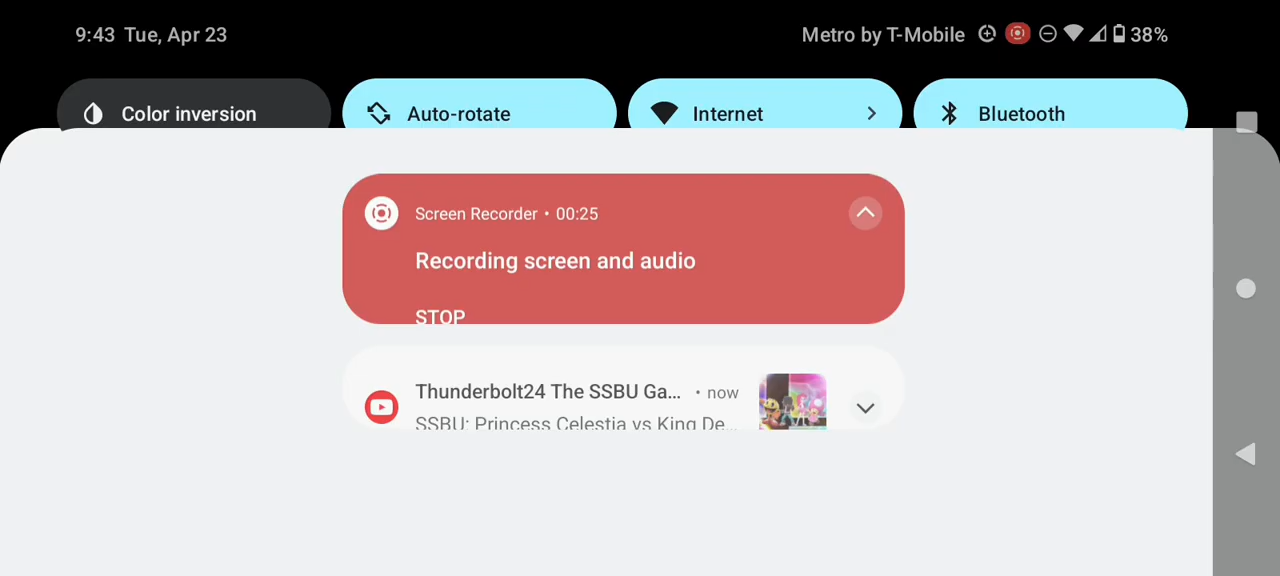 9:43 Tue, Apr 23
Metro by T-Mobile 38%
Color inversion
Auto-rotate
Internet
Bluetooth
Screen Recorder • 00:25
Recording screen and audio
STOP
Thunderbolt24 The SSBU Ga... • now
SSBU: Princess Celestia vs King De...